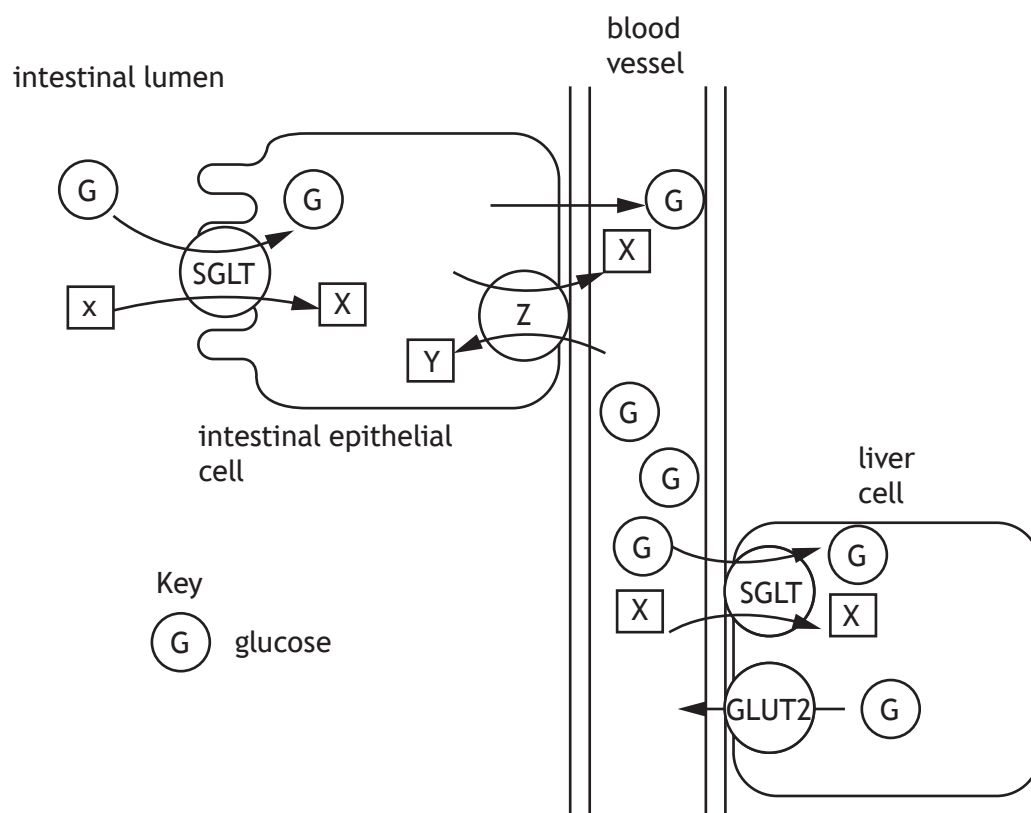 blood
vessel
intestinal lumen
G
G
G
SGLT
X
x
X
Z
Y
G
intestinal epithelial
cell
G
liver
cell
G
G
SGLT
X
X
Key
G glucose
GLUT2
G